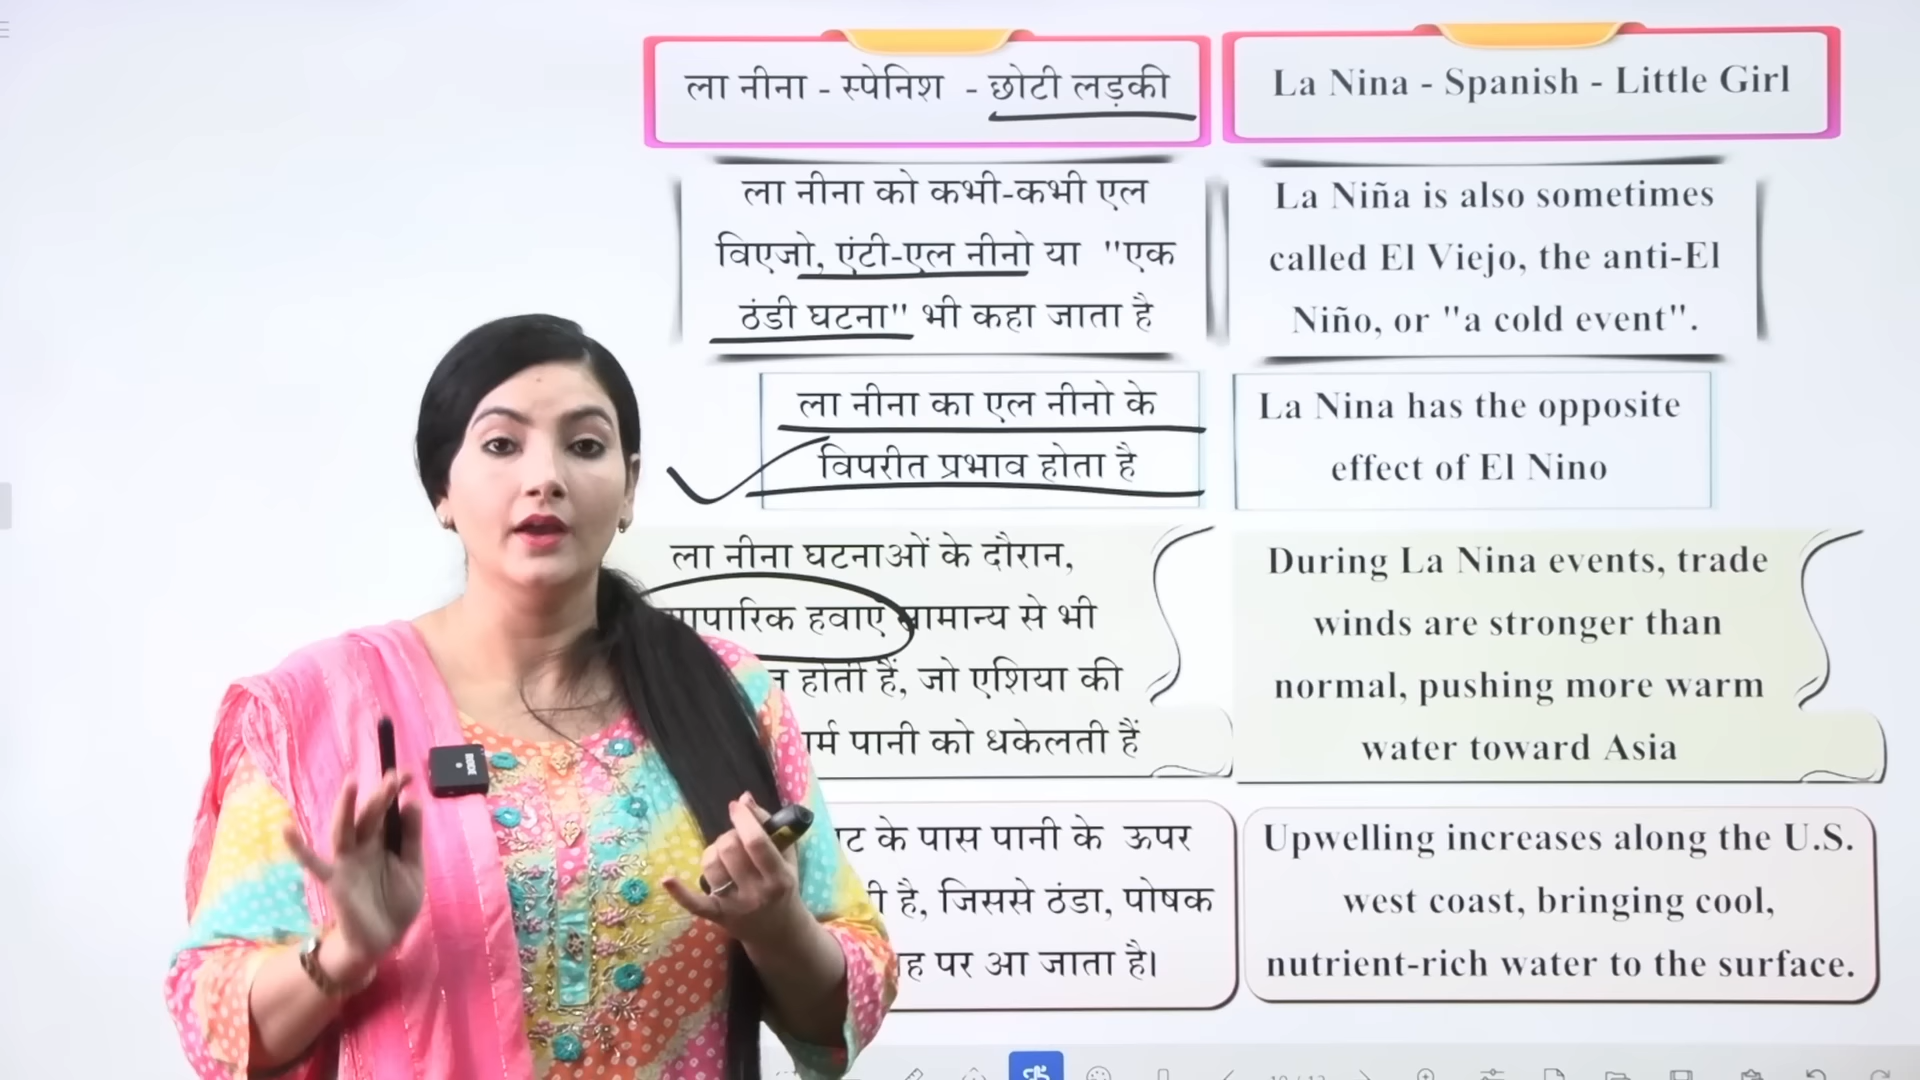 ला नीना - स्पेनिश - छोटी लड़की
La Nina - Spanish - Little Girl
ला नीना को कभी-कभी एल
विएजो, एंटी-एल नीनो या "एक
ठंडी घटना" भी कहा जाता है
La Niña is also sometimes
called El Viejo, the anti-El
Niño, or "a cold event".
ला नीना का एल नीनो के
विपरीत प्रभाव होता है
La Nina has the opposite
effect of El Nino
ला नीना घटनाओं के दौरान,
हवाए सामान्य से भी
होती हैं, जो एशिया की
पानी को धकेलती हैं
During La Nina events, trade
winds are stronger than
normal, pushing more warm
water toward Asia
के पास पानी के ऊपर
है, जिससे ठंडा, पोषक
पर आ जाता है।
Upwelling increases along the U.S.
west coast, bringing cool,
nutrient-rich water to the surface.